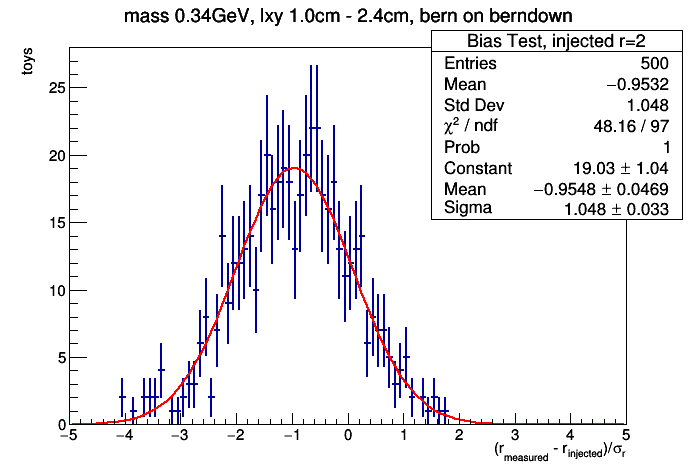 mass 0.34GeV, lxy 1.0cm - 2.4cm, bern on berndown
Bias Test, injected r=2
Entries 500
Mean −0.9532
Std Dev 1.048
χ² / ndf 48.16 / 97
Prob 1
Constant 19.03 ± 1.04
Mean −0.9548 ± 0.0469
Sigma 1.048 ± 0.033
toys
25
20
15
10
5
0
−5 −4 −3 −2 −1 0 1 2 3 4 5
(r_measured - r_injected)/σ_r